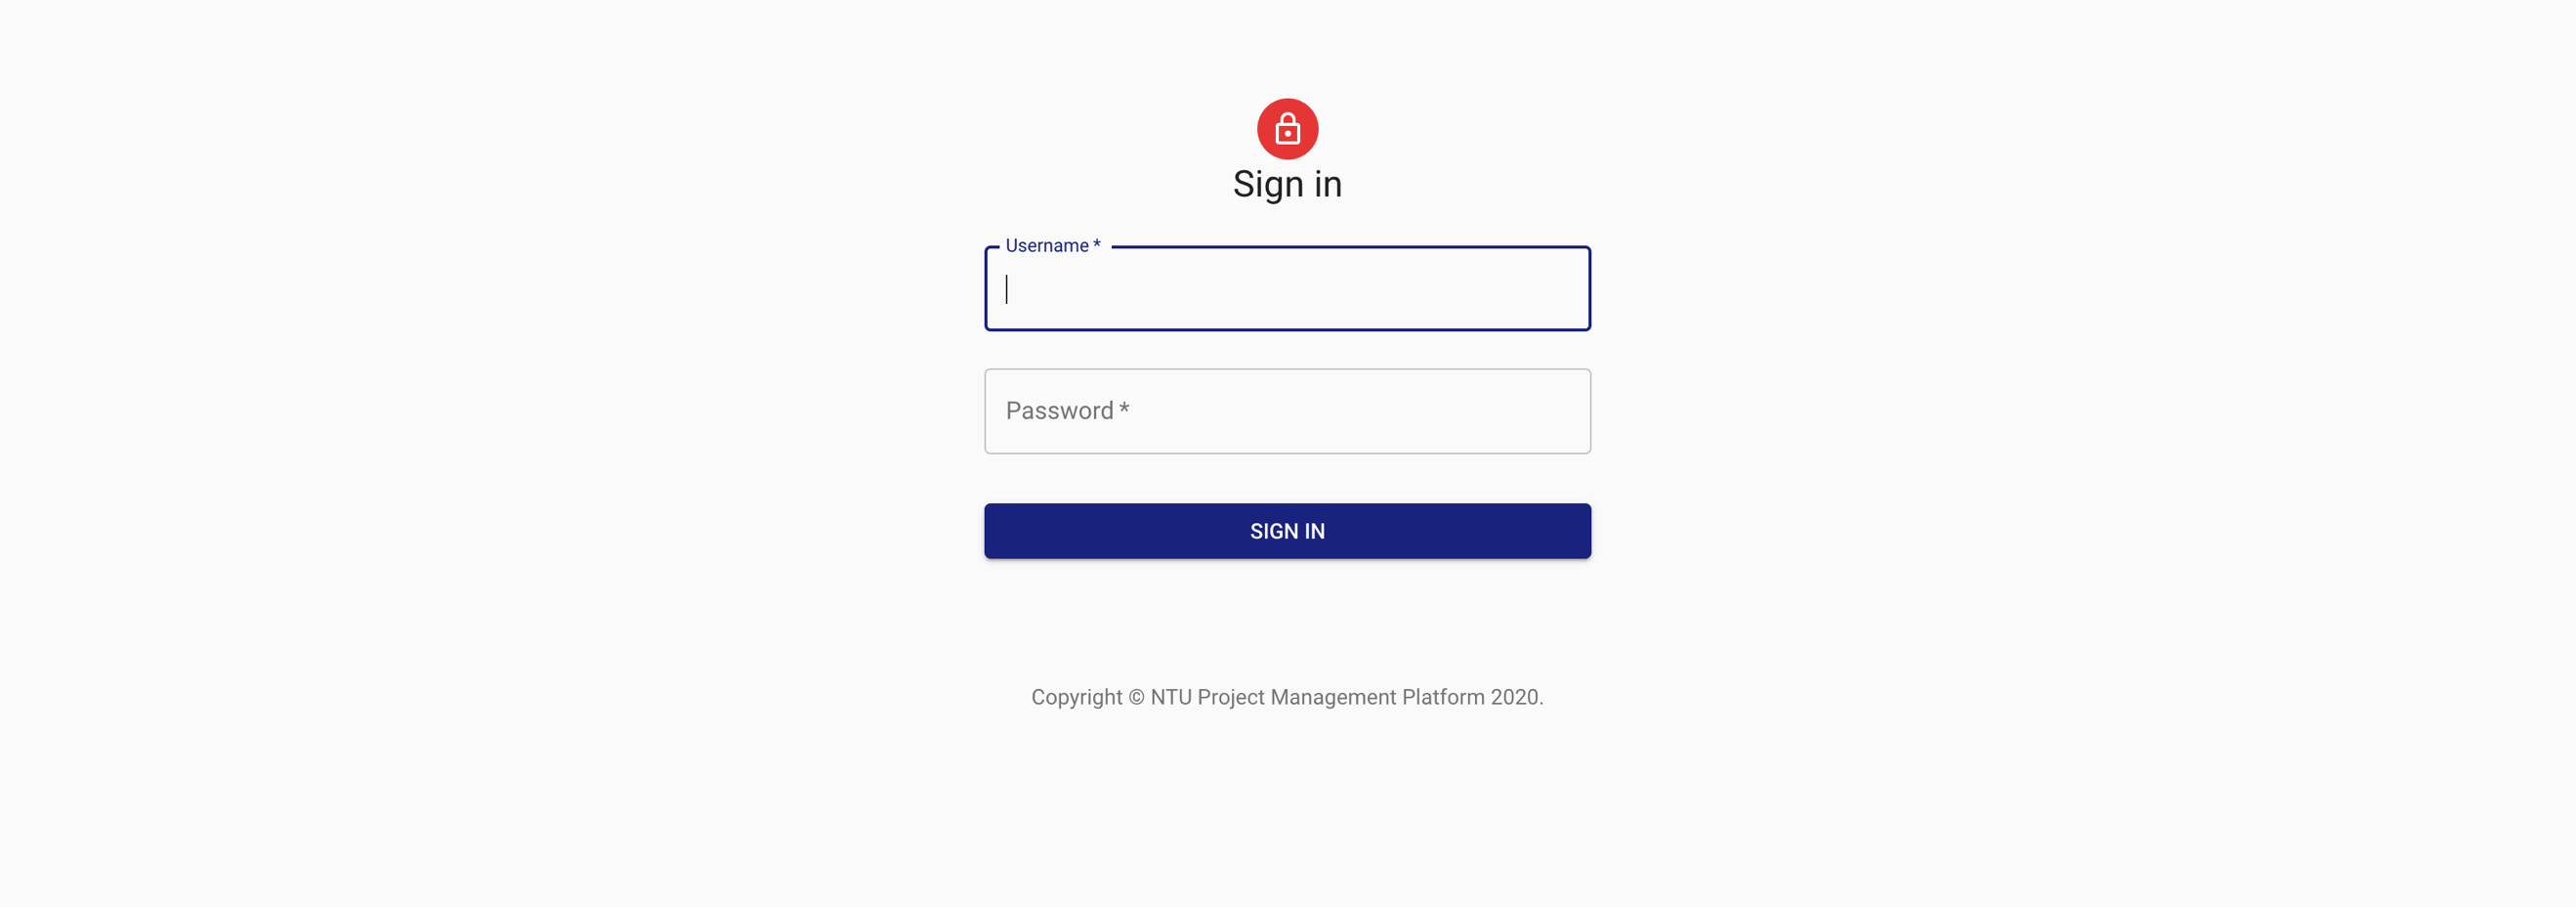 Sign in
Username *
Password *
SIGN IN
Copyright © NTU Project Management Platform 2020.